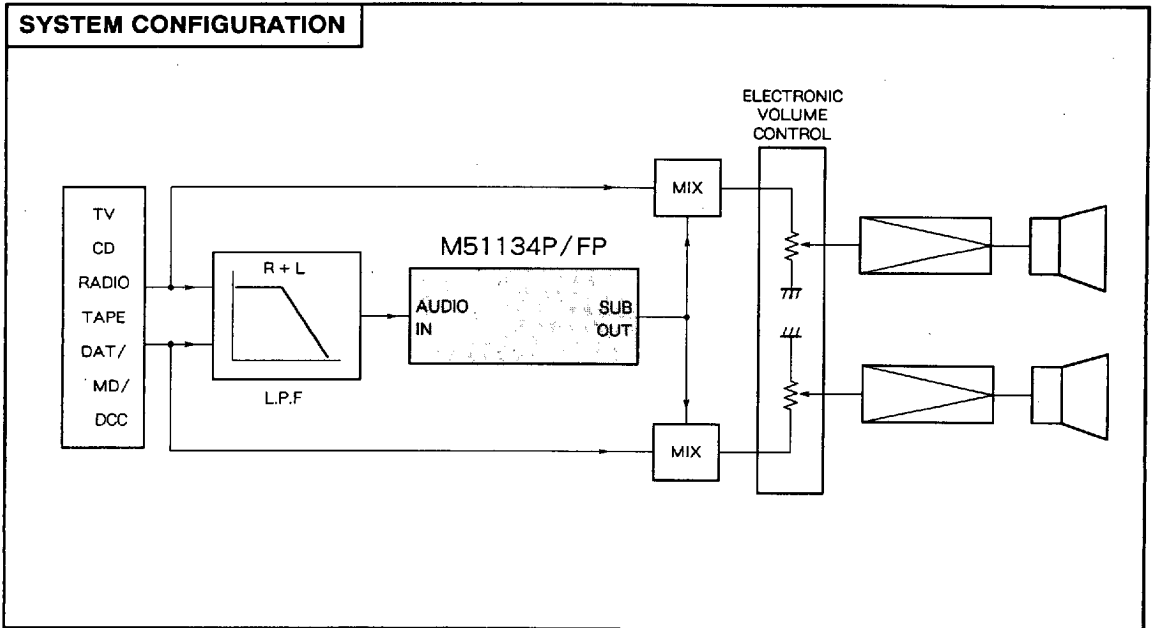 SYSTEM CONFIGURATION
ELECTRONIC
VOLUME
CONTROL
TV
CD
RADIO
TAPE
DAT/
MD/
DCC
R + L
L.P.F
M51134P/FP
AUDIO
IN
SUB
OUT
MIX
MIX